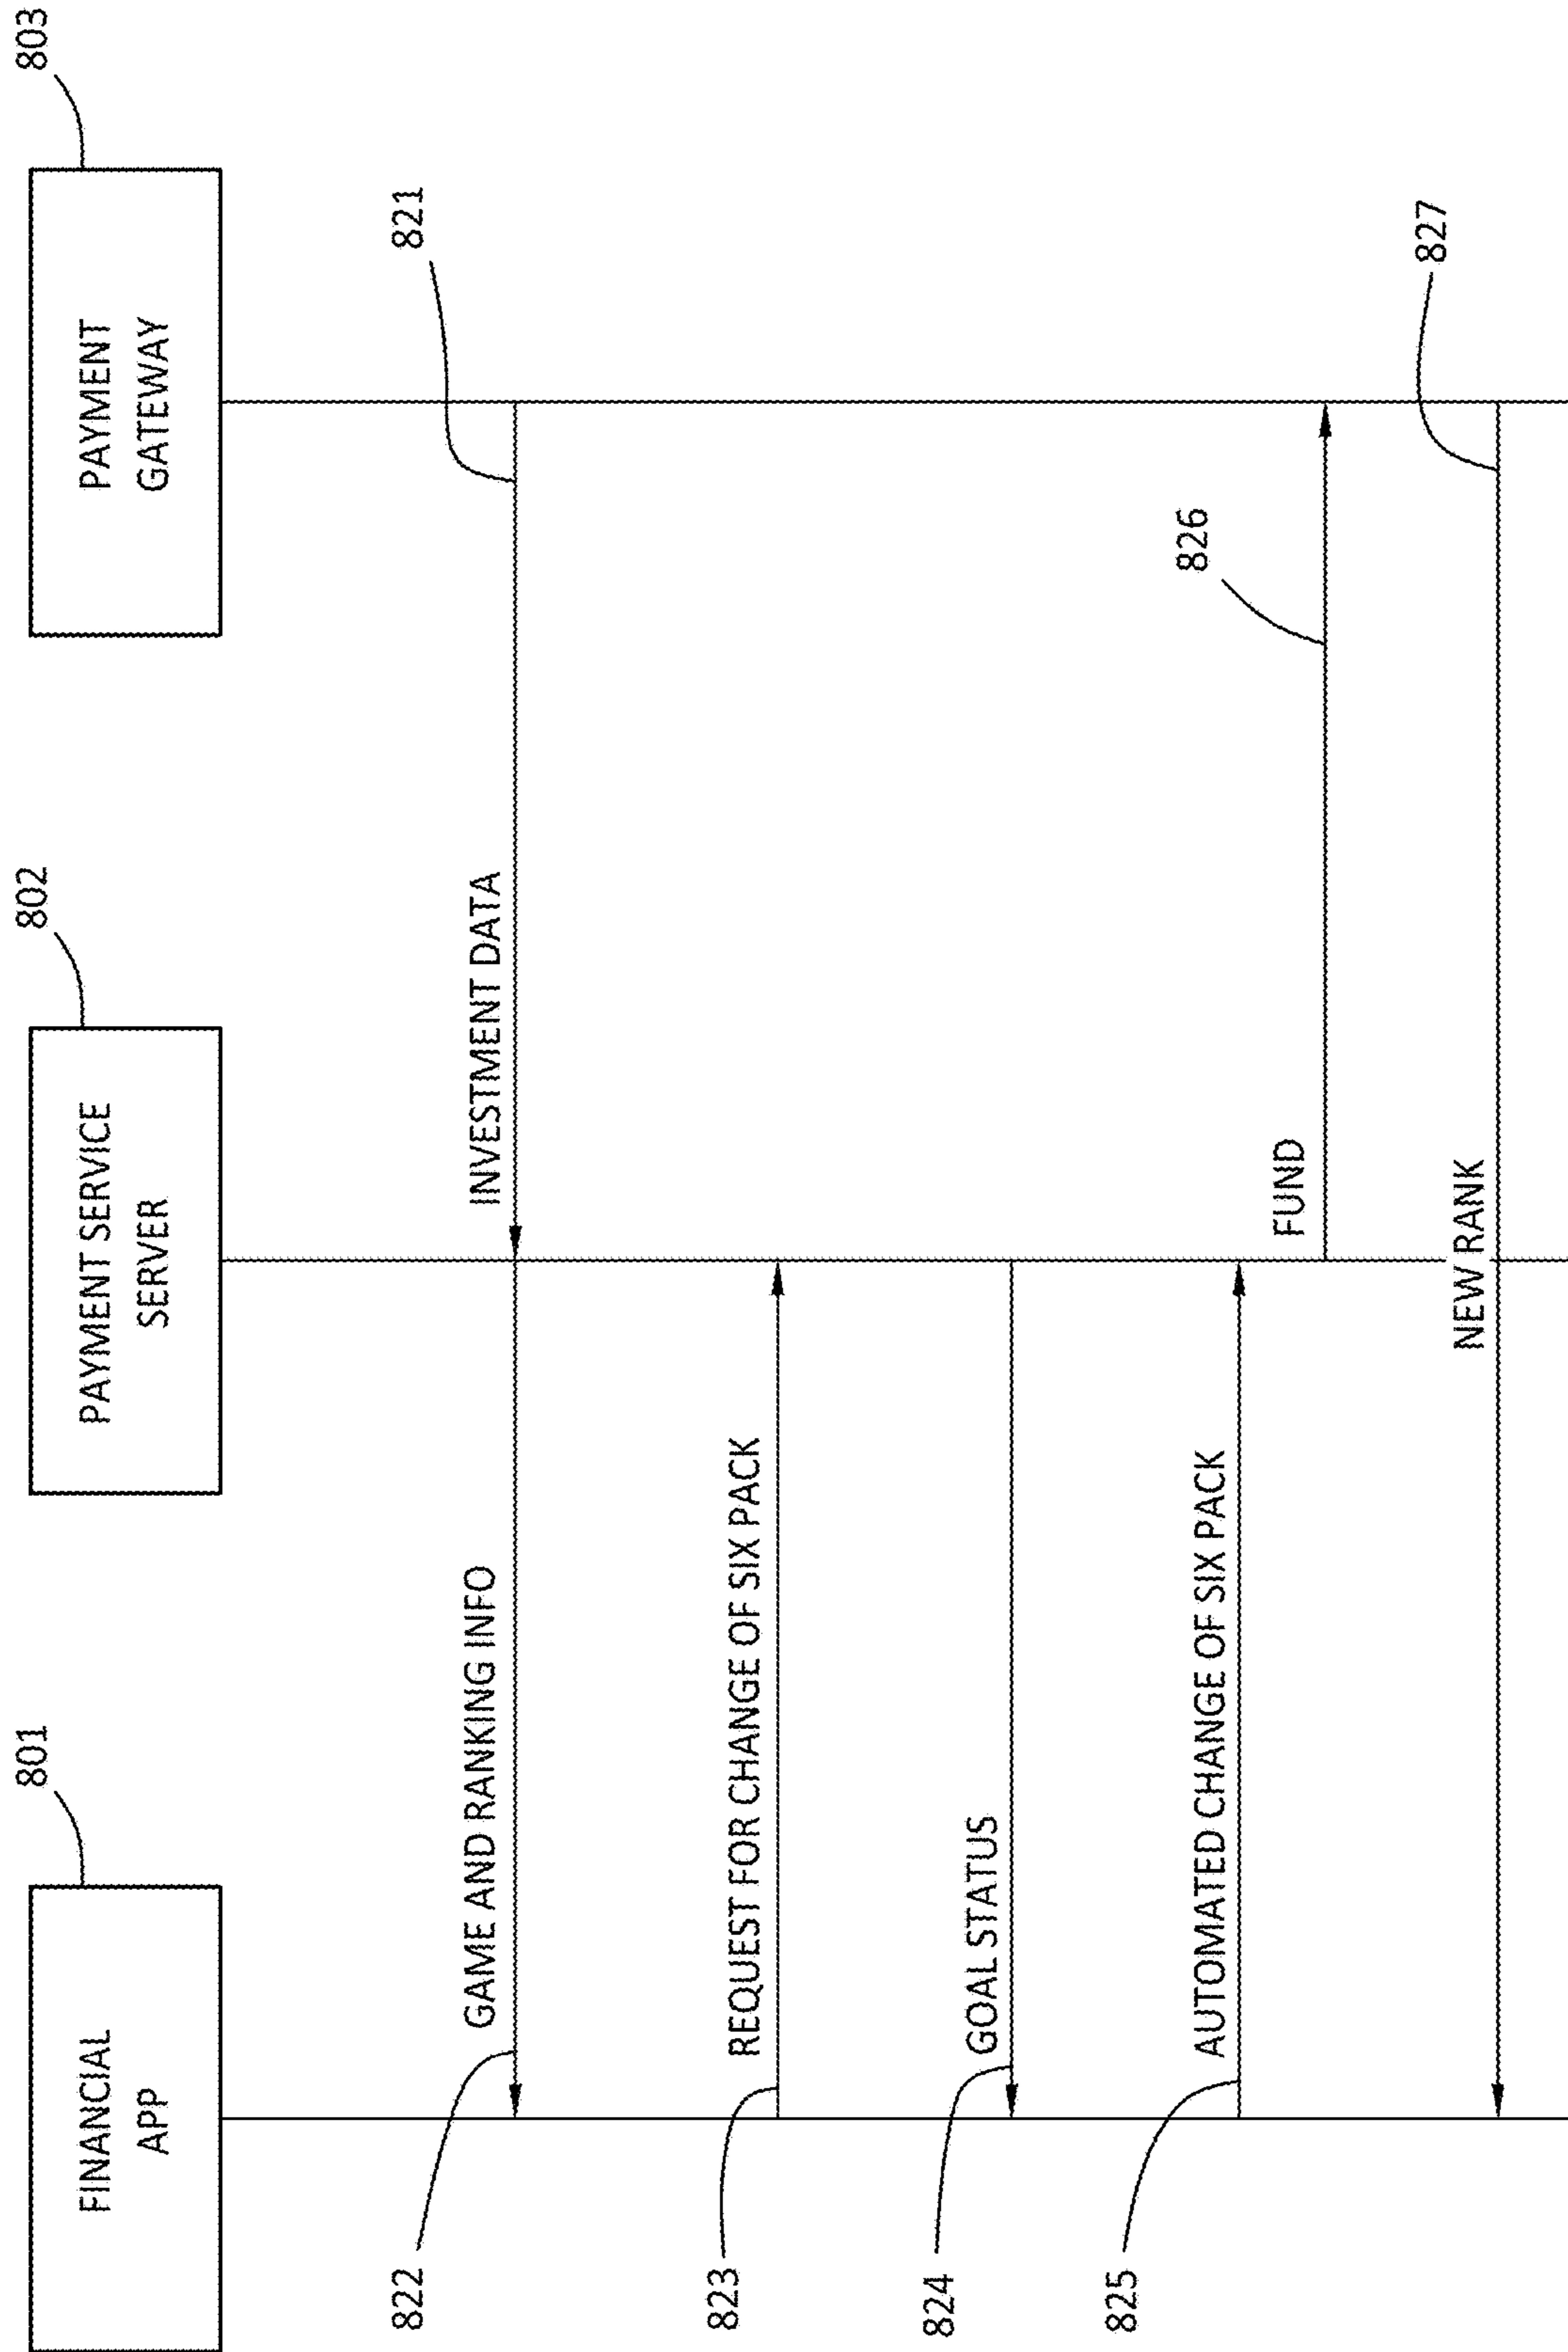 801
FINANCIAL
APP
802
PAYMENT SERVICE
SERVER
803
PAYMENT
GATEWAY
822
GAME AND RANKING INFO
INVESTMENT DATA
821
823
REQUEST FOR CHANGE OF SIX PACK
824
GOAL STATUS
825
AUTOMATED CHANGE OF SIX PACK
FUND
826
NEW RANK
827